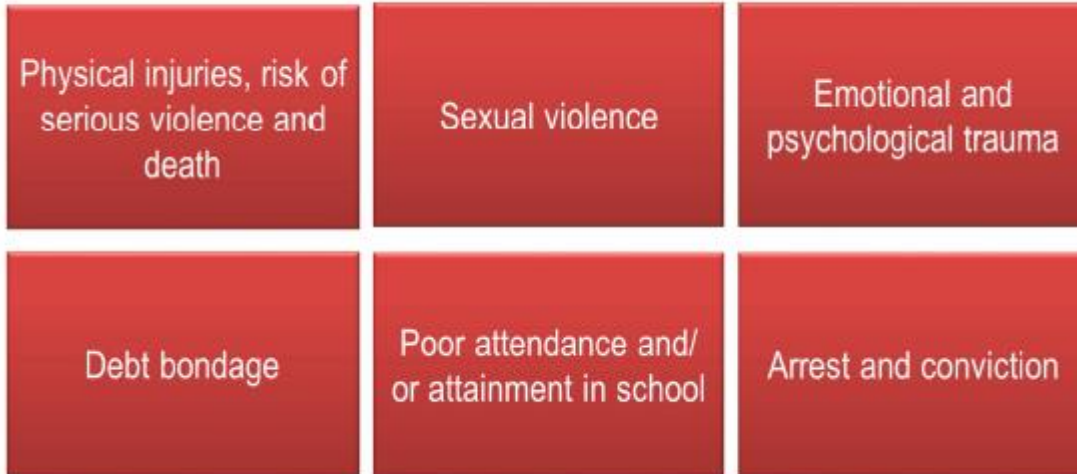 Physical injuries, risk of
serious violence and
death
Sexual violence
Emotional and
psychological trauma
Debt bondage
Poor attendance and/
or attainment in school
Arrest and conviction